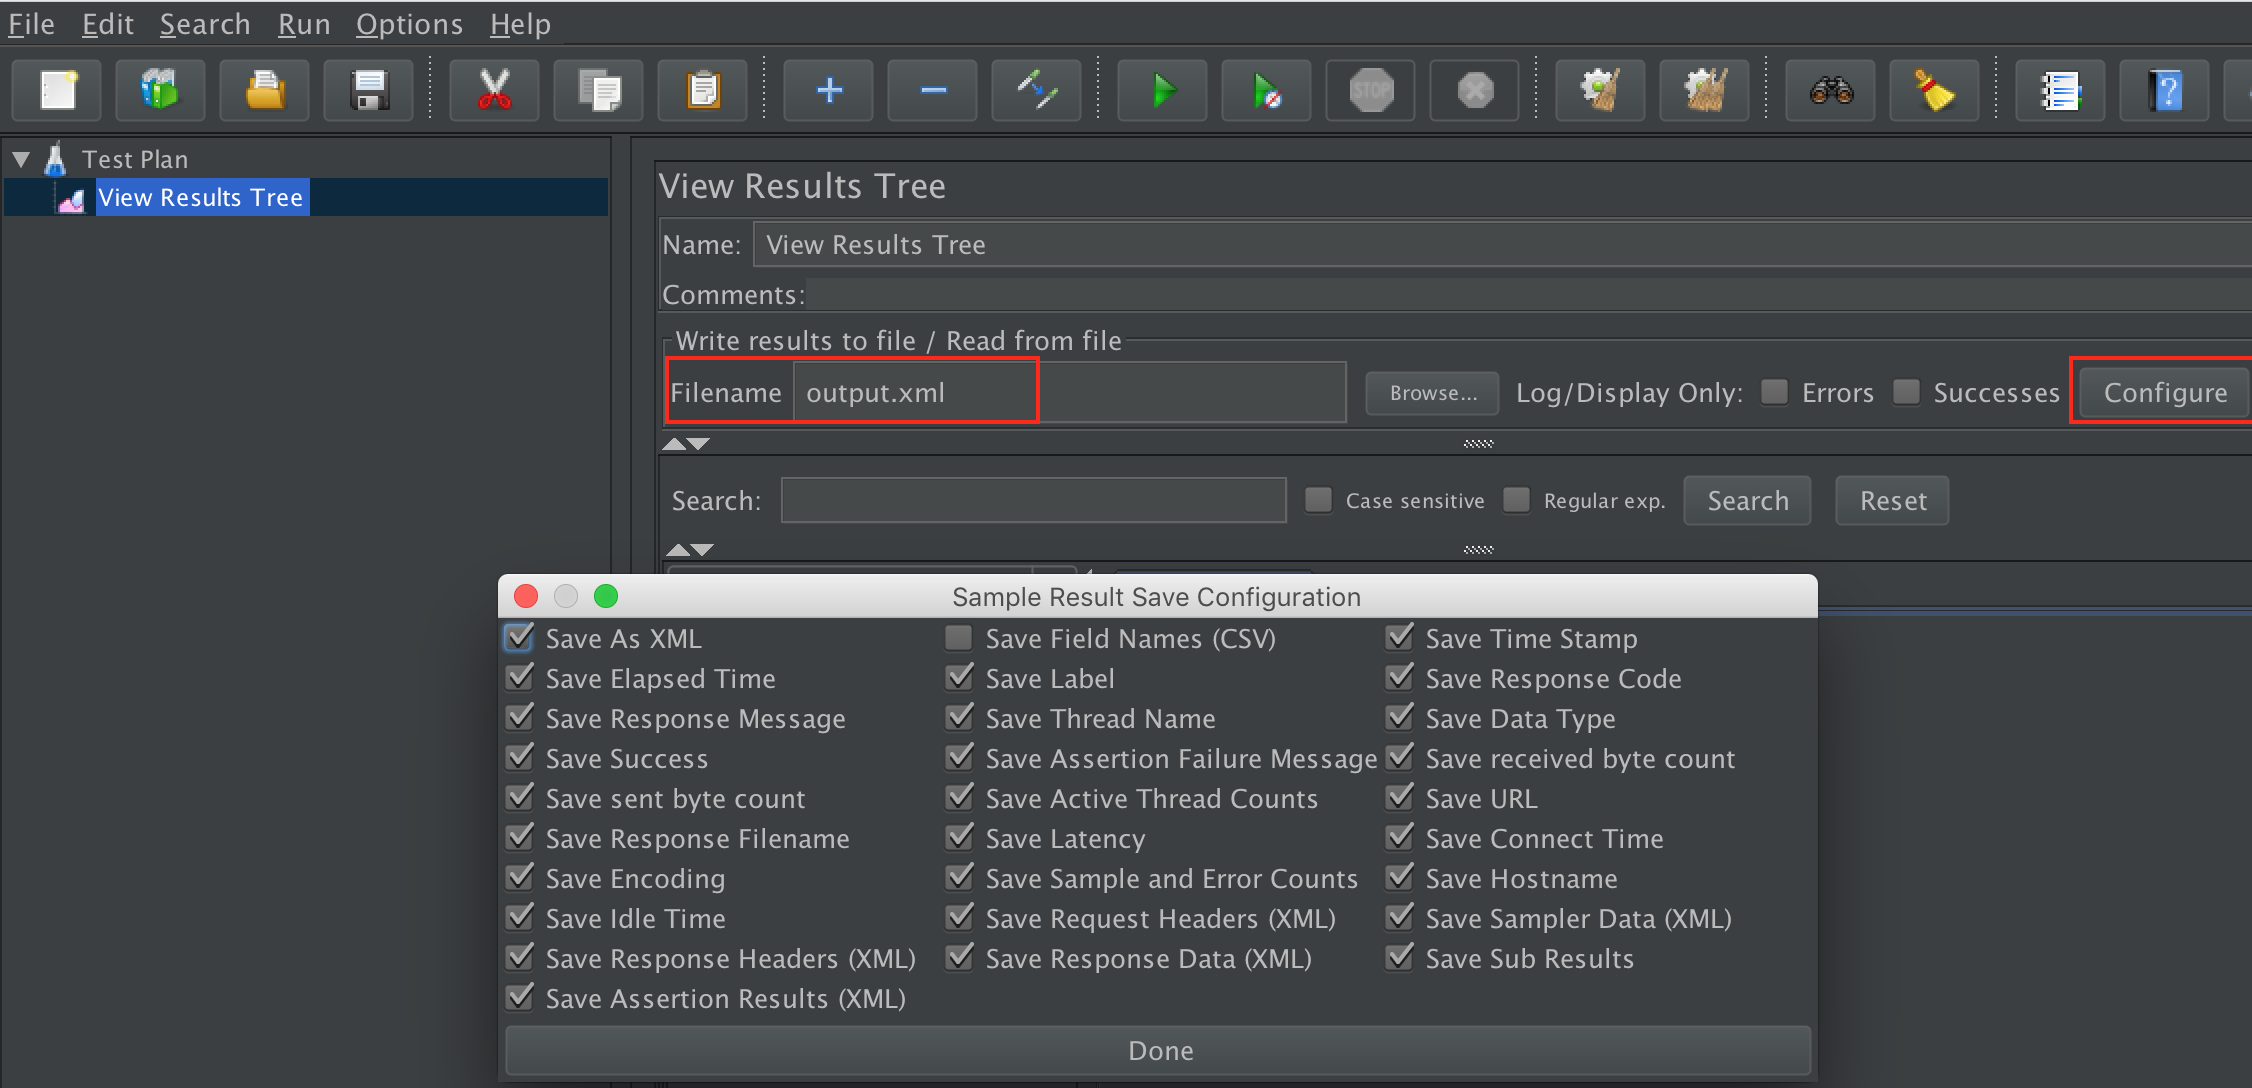 File Edit Search Run Options Help
STOP
?
Test Plan
View Results Tree
View Results Tree
Name: View Results Tree
Comments:
Write results to file / Read from file
Filename output.xml Browse... Log/Display Only: Errors Successes Configure
Search: Case sensitive Regular exp. Search Reset
Sample Result Save Configuration
Save As XML Save Field Names (CSV) Save Time Stamp
Save Elapsed Time Save Label Save Response Code
Save Response Message Save Thread Name Save Data Type
Save Success Save Assertion Failure Message Save received byte count
Save sent byte count Save Active Thread Counts Save URL
Save Response Filename Save Latency Save Connect Time
Save Encoding Save Sample and Error Counts Save Hostname
Save Idle Time Save Request Headers (XML) Save Sampler Data (XML)
Save Response Headers (XML) Save Response Data (XML) Save Sub Results
Save Assertion Results (XML)
Done